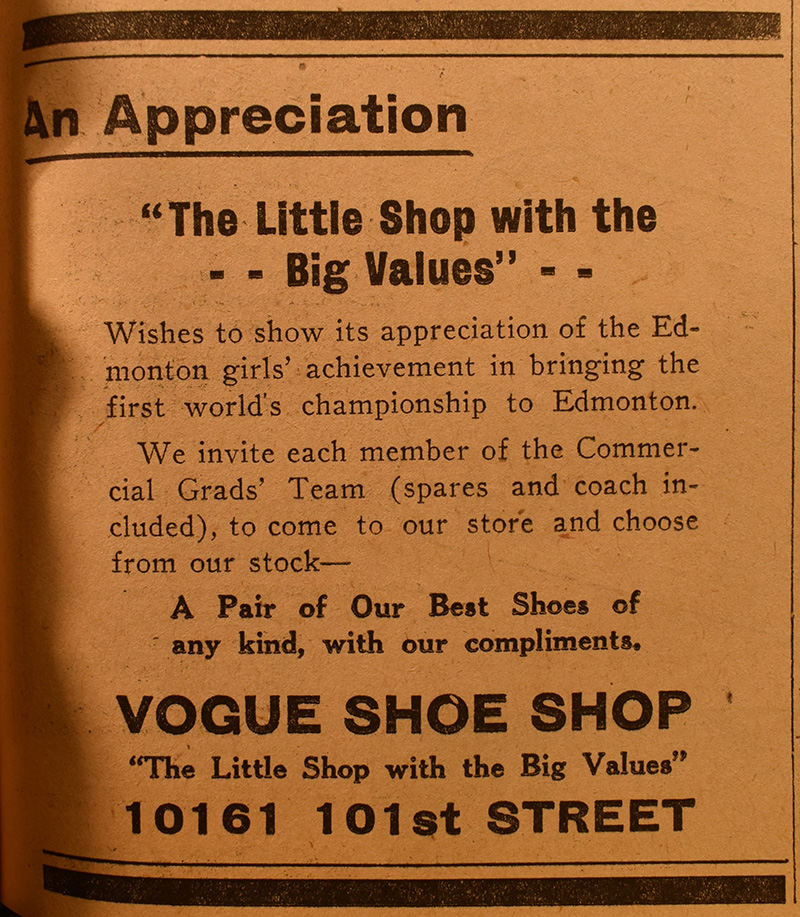 An Appreciation
“The Little Shop with the
- - Big Values” - -
Wishes to show its appreciation of the Ed-
monton girls’ achievement in bringing the
first world's championship to Edmonton.
We invite each member of the Commer-
cial Grads’ Team (spares and coach in-
cluded), to come to our store and choose
from our stock—
A Pair of Our Best Shoes of
any kind, with our compliments.
VOGUE SHOE SHOP
“The Little Shop with the Big Values”
10161 101st STREET